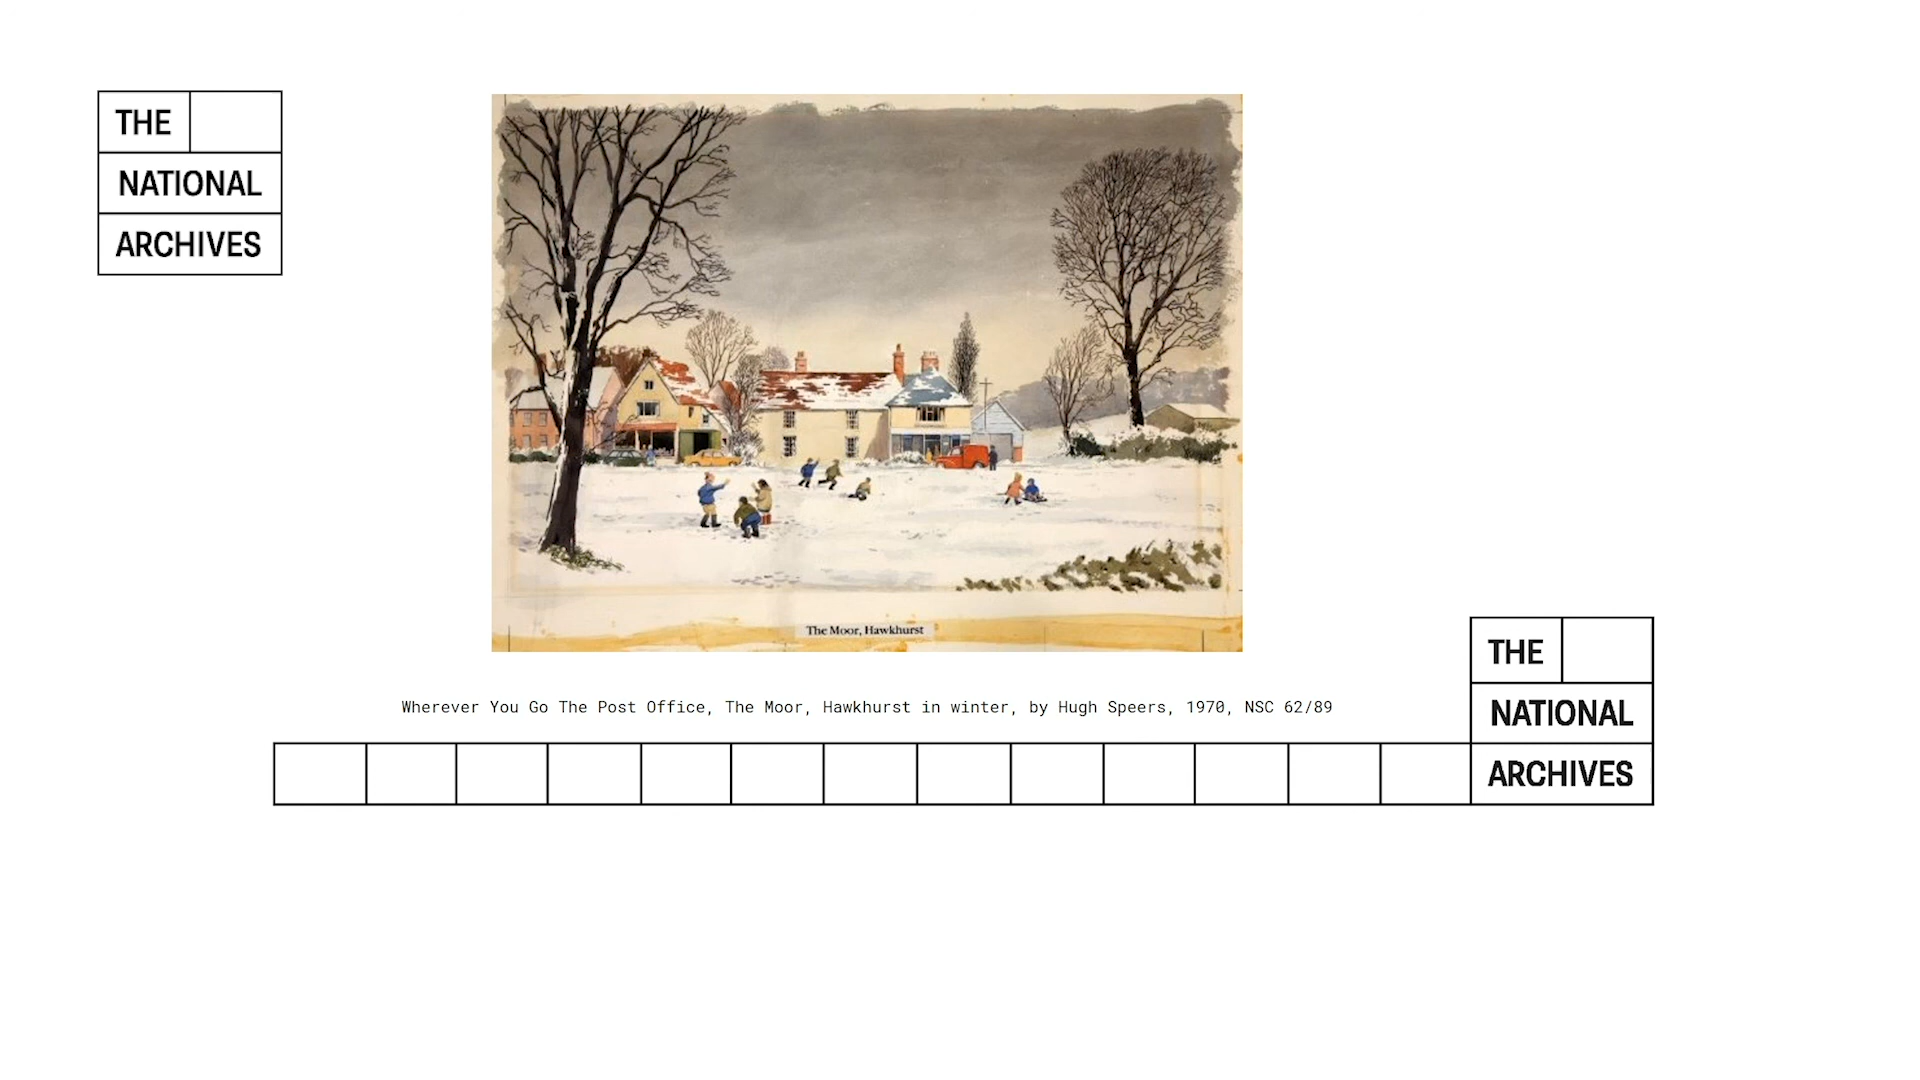 THE
NATIONAL
ARCHIVES
The Moor, Hawkhurst
Wherever You Go The Post Office, The Moor, Hawkhurst in winter, by Hugh Speers, 1970, NSC 62/89
THE
NATIONAL
ARCHIVES